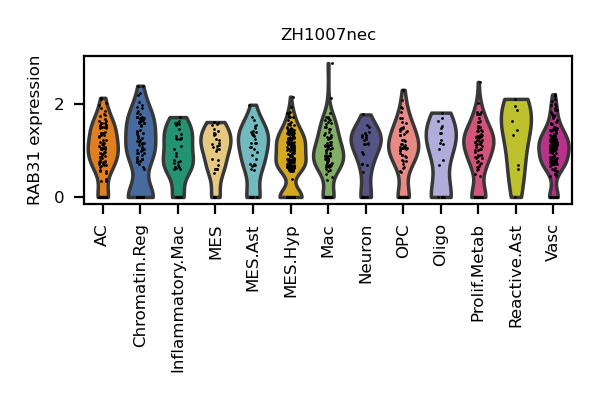 ZH1007nec
RAB31 expression
2
0
AC
Chromatin.Reg
Inflammatory.Mac
MES
MES.Ast
MES.Hyp
Mac
Neuron
OPC
Oligo
Prolif.Metab
Reactive.Ast
Vasc